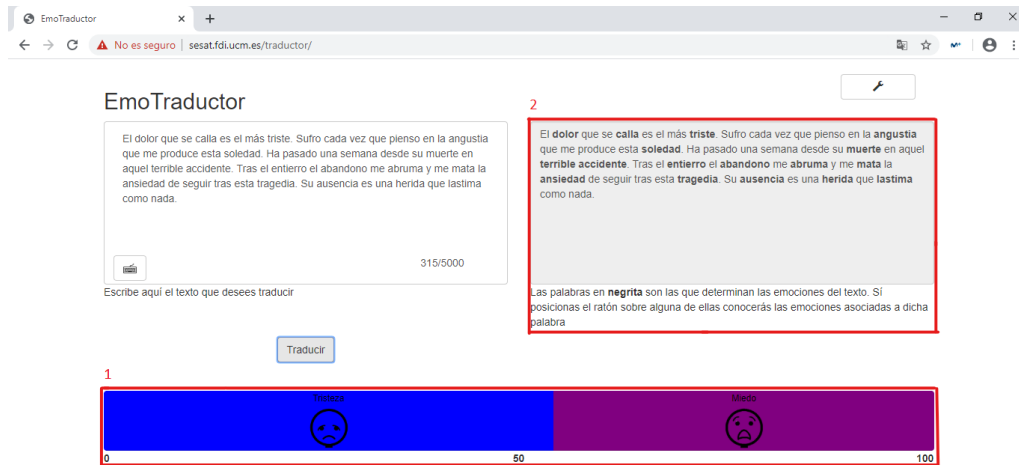 EmoTraductor
No es seguro | sesat.fdi.ucm.es/traductor/
EmoTraductor
2
El dolor que se calla es el más triste. Sufro cada vez que pienso en la angustia
que me produce esta soledad. Ha pasado una semana desde su muerte en
aquel terrible accidente. Tras el entierro el abandono me abruma y me mata la
ansiedad de seguir tras esta tragedia. Su ausencia es una herida que lastima
como nada.
315/5000
Escribe aquí el texto que desees traducir
El dolor que se calla es el más triste. Sufro cada vez que pienso en la angustia
que me produce esta soledad. Ha pasado una semana desde su muerte en aquel
terrible accidente. Tras el entierro el abandono me abruma y me mata la
ansiedad de seguir tras esta tragedia. Su ausencia es una herida que lastima
como nada.
Las palabras en negrita son las que determinan las emociones del texto. Sí
posicionas el ratón sobre alguna de ellas conocerás las emociones asociadas a dicha
palabra
Traducir
1
Tristeza
Miedo
0
50
100